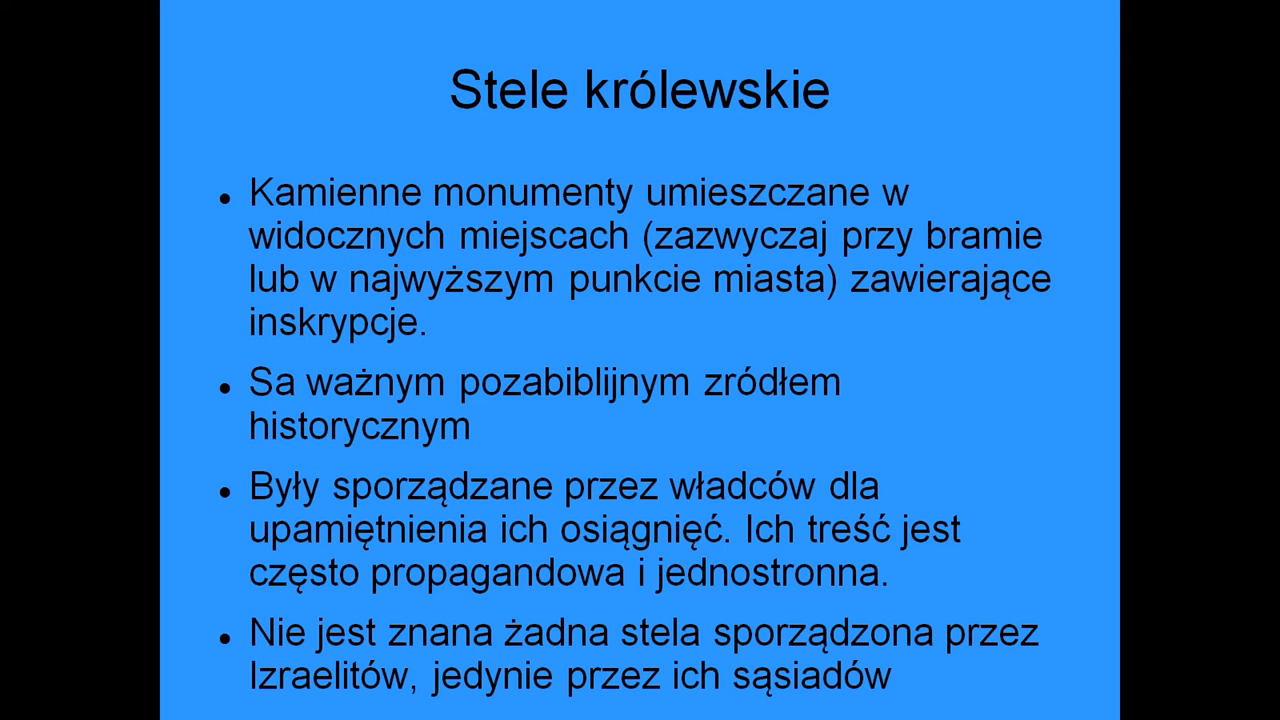 Stele królewskie
Kamienne monumenty umieszczane w
widocznych miejscach (zazwyczaj przy bramie
lub w najwyższym punkcie miasta) zawierające
inskrypcje.
Sa ważnym pozabiblijnym zródłem
historycznym
Były sporządzane przez władców dla
upamiętnienia ich osiągnięć. Ich treść jest
często propagandowa i jednostronna.
Nie jest znana żadna stela sporządzona przez
Izraelitów, jedynie przez ich sąsiadów